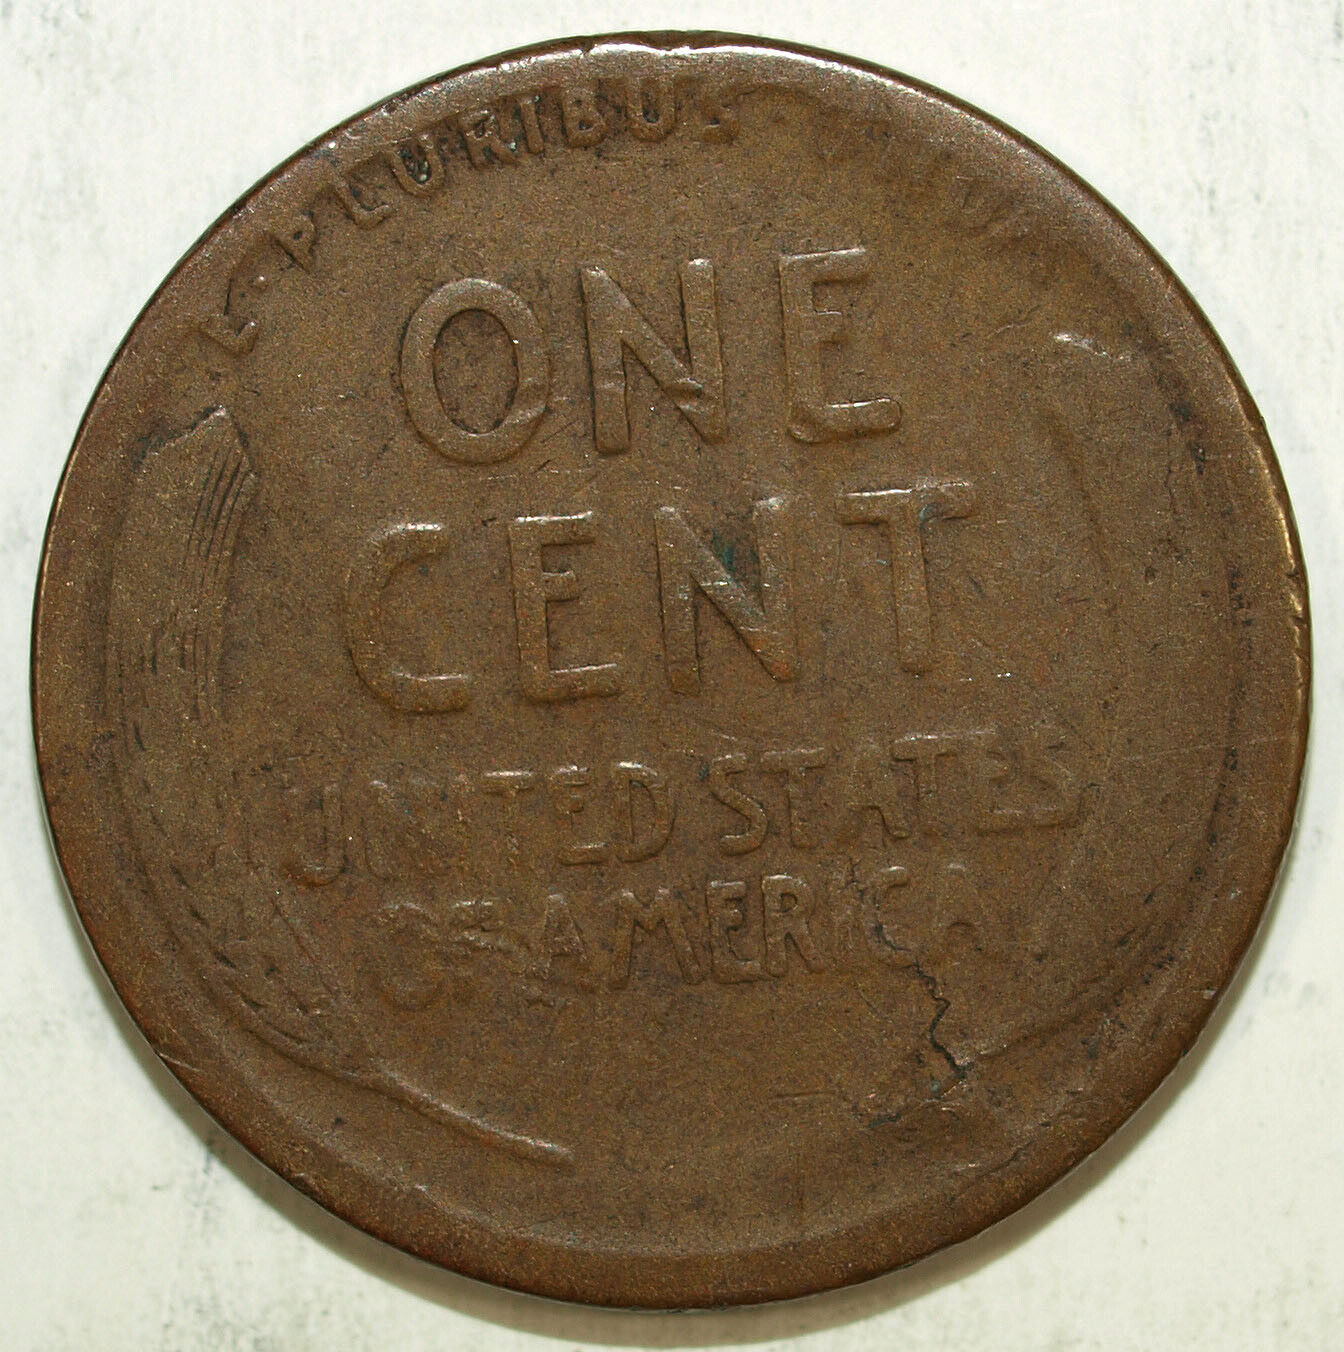 E · PLURIBUS · U
ONE
CENT
UNITED STATES
OF AMERICA